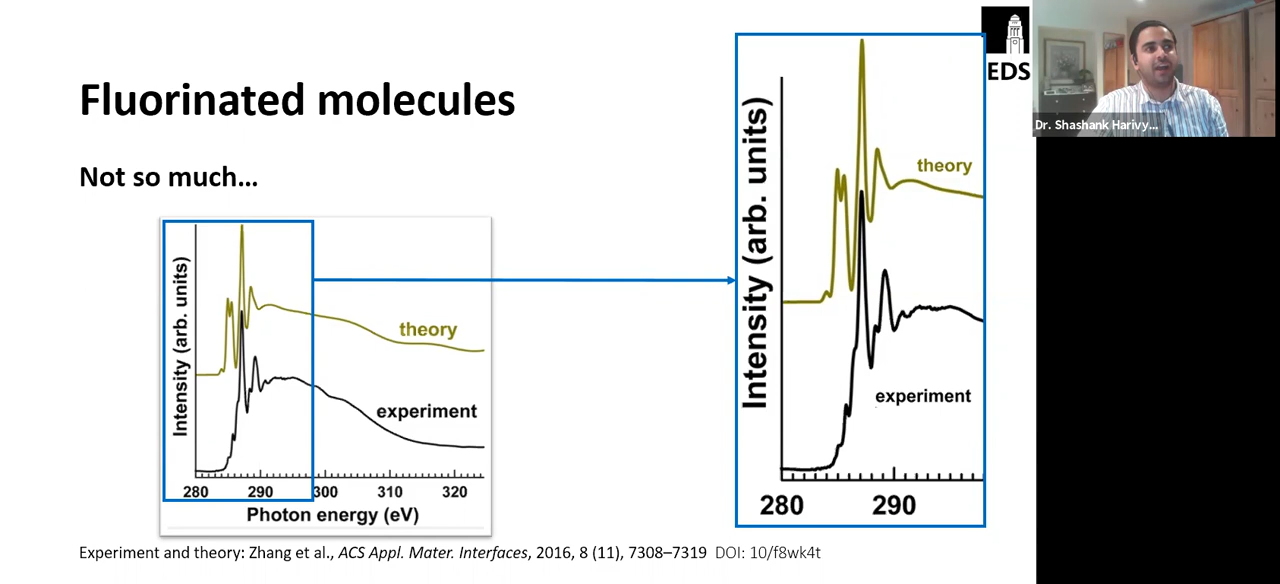 Fluorinated molecules
Not so much…
Intensity (arb. units)
theory
experiment
280 290 300 310 320
Photon energy (eV)
Intensity (arb. units)
theory
experiment
280 290
EDS
Dr. Shashank Harivy...
Experiment and theory: Zhang et al., ACS Appl. Mater. Interfaces, 2016, 8 (11), 7308–7319 DOI: 10/f8wk4t